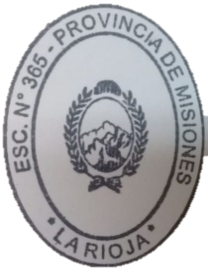 ESC. N° 365 - PROVINCIA DE MISIONES
* LA RIOJA *